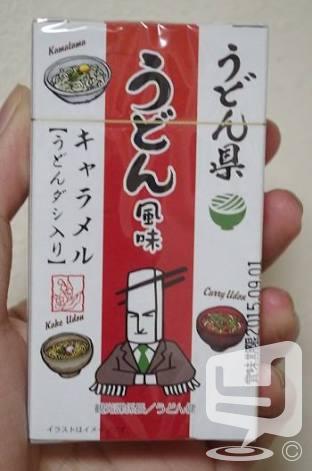 うどん県
うどん風味
キャラメル
【うどんダシ入り】
Kamatama
Kake Udon
Curry Udon
賞味期限2015.09.01
イラストはイメージです。
©